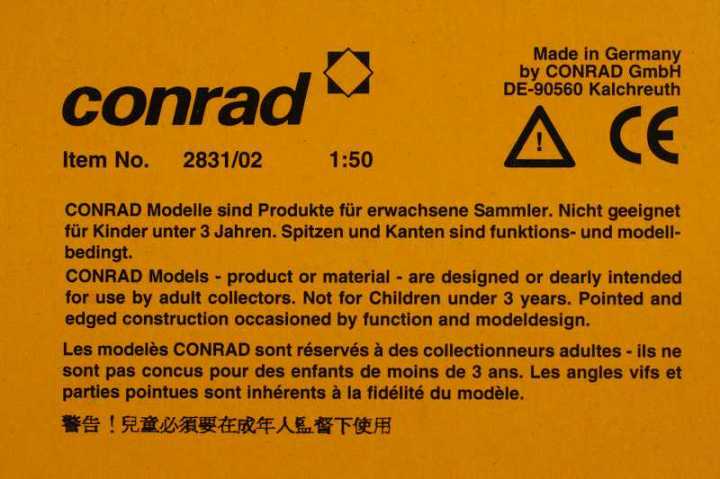 conrad
Made in Germany
by CONRAD GmbH
DE-90560 Kalchreuth
! CE
Item No. 2831/02 1:50
CONRAD Modelle sind Produkte für erwachsene Sammler. Nicht geeignet
für Kinder unter 3 Jahren. Spitzen und Kanten sind funktions- und modell-
bedingt.
CONRAD Models - product or material - are designed or dearly intended
for use by adult collectors. Not for Children under 3 years. Pointed and
edged construction occasioned by function and modeldesign.
Les modelès CONRAD sont réservés à des collectionneurs adultes - ils ne
sont pas concus pour des enfants de moins de 3 ans. Les angles vifs et
parties pointues sont inhérents à la fidélité du modèle.
警告！兒童必須要在成年人監督下使用